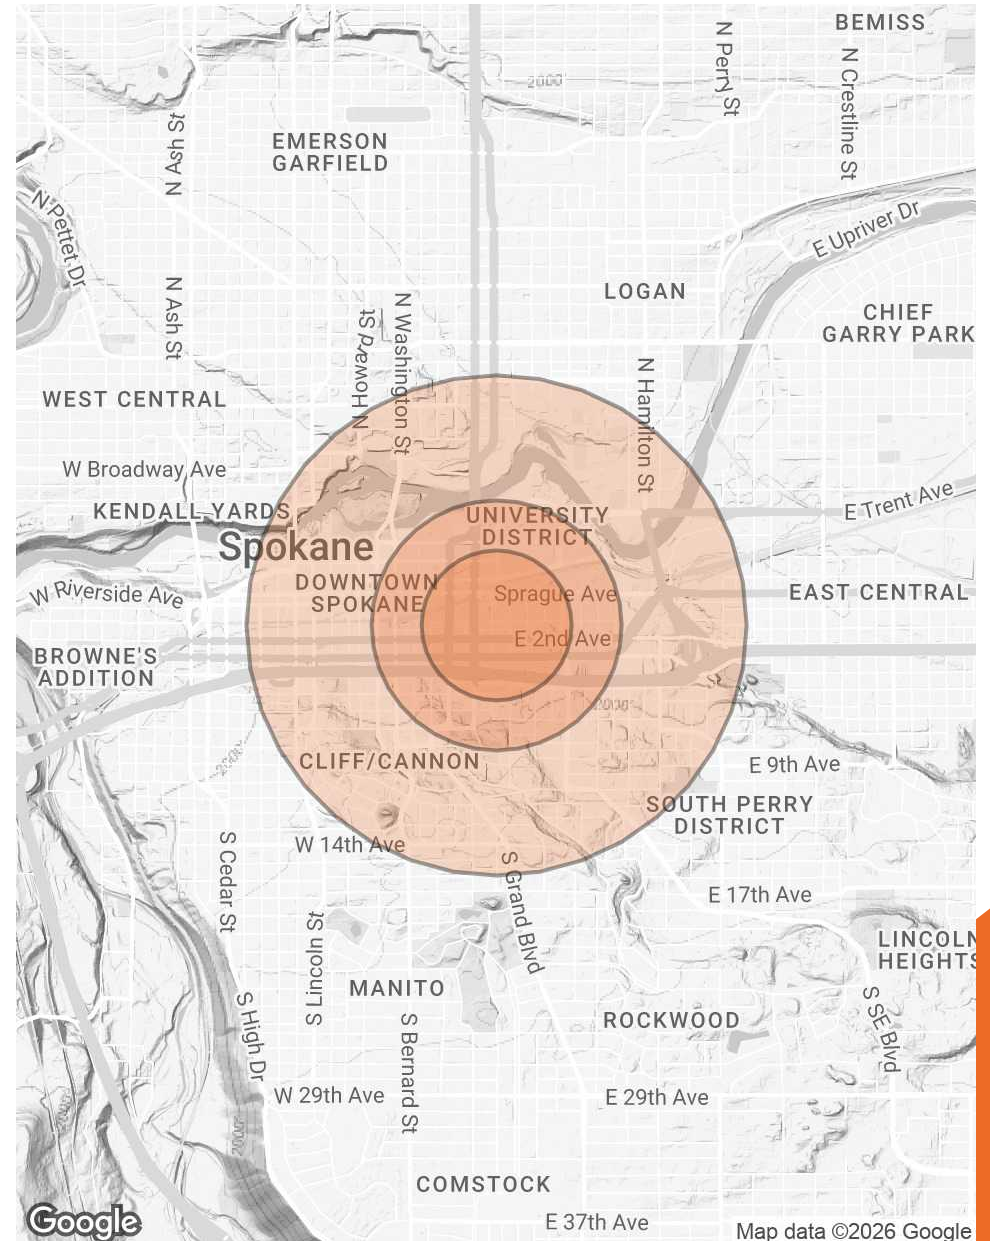 BEMISS
N Perry St
N Crestline St
2000
N Ash St
EMERSON
GARFIELD
N Pettet Dr
E Upriver Dr
N Ash St
LOGAN
N Washington St
N Howard St
CHIEF
GARRY PARK
N Hamilton St
WEST CENTRAL
W Broadway Ave
KENDALL YARDS
E Trent Ave
UNIVERSITY
DISTRICT
Spokane
DOWNTOWN
SPOKANE
Sprague Ave
W Riverside Ave
EAST CENTRAL
E 2nd Ave
BROWNE'S
ADDITION
2000
2000
CLIFF/CANNON
E 9th Ave
SOUTH PERRY
DISTRICT
W 14th Ave
S Cedar St
S Grand Blvd
E 17th Ave
S Lincoln St
LINCOLN
HEIGHTS
MANITO
S High Dr
S Bernard St
ROCKWOOD
S SE Blvd
W 29th Ave
E 29th Ave
2000
2000
COMSTOCK
E 37th Ave
Google
Map data ©2026 Google